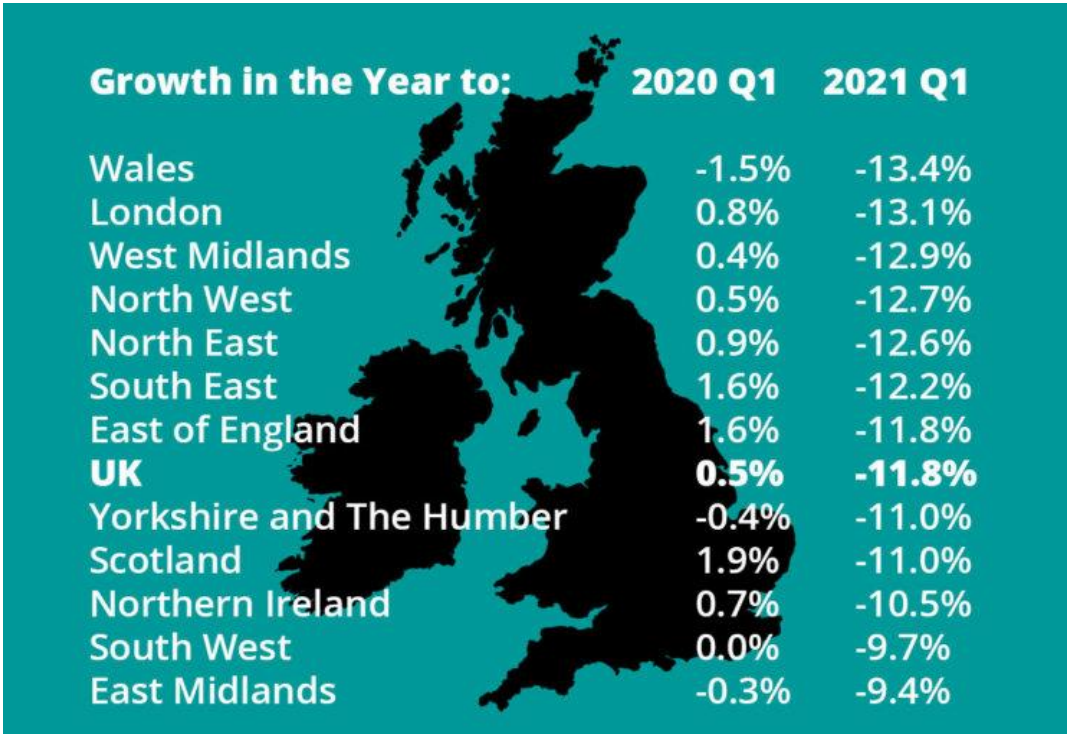 Growth in the Year to: 2020 Q1 2021 Q1
Wales -1.5% -13.4%
London 0.8% -13.1%
West Midlands 0.4% -12.9%
North West 0.5% -12.7%
North East 0.9% -12.6%
South East 1.6% -12.2%
East of England 1.6% -11.8%
UK 0.5% -11.8%
Yorkshire and The Humber -0.4% -11.0%
Scotland 1.9% -11.0%
Northern Ireland 0.7% -10.5%
South West 0.0% -9.7%
East Midlands -0.3% -9.4%